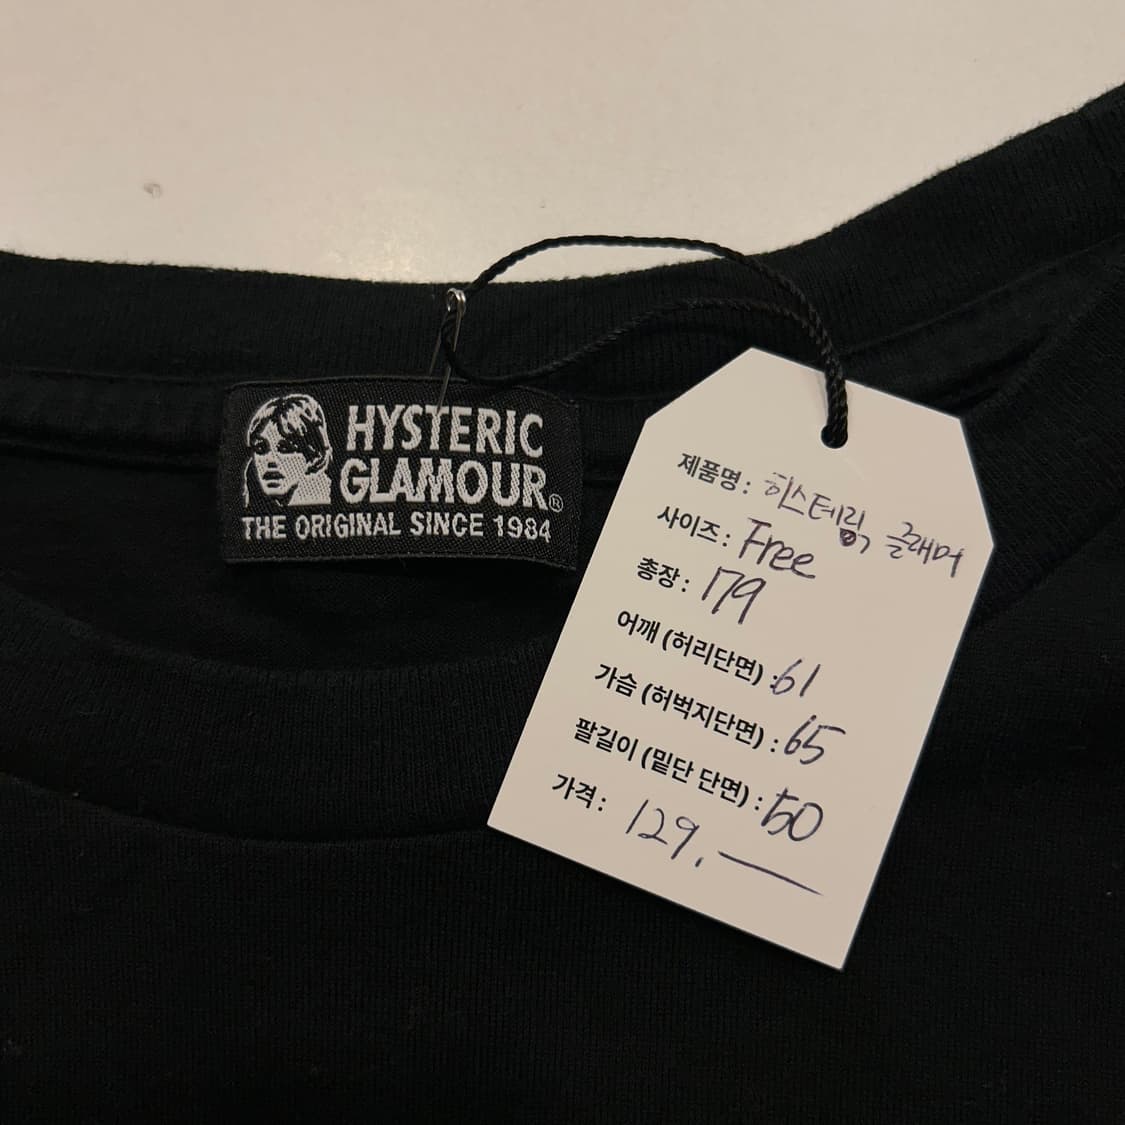 HYSTERIC
GLAMOUR®
THE ORIGINAL SINCE 1984
제품명 : 히스테릭 글래머
사이즈 : Free
총장 : 179
어깨 (허리단면) : 61
가슴 (허벅지단면) : 65
팔길이 (밑단 단면) : 50
가격 : 129.—